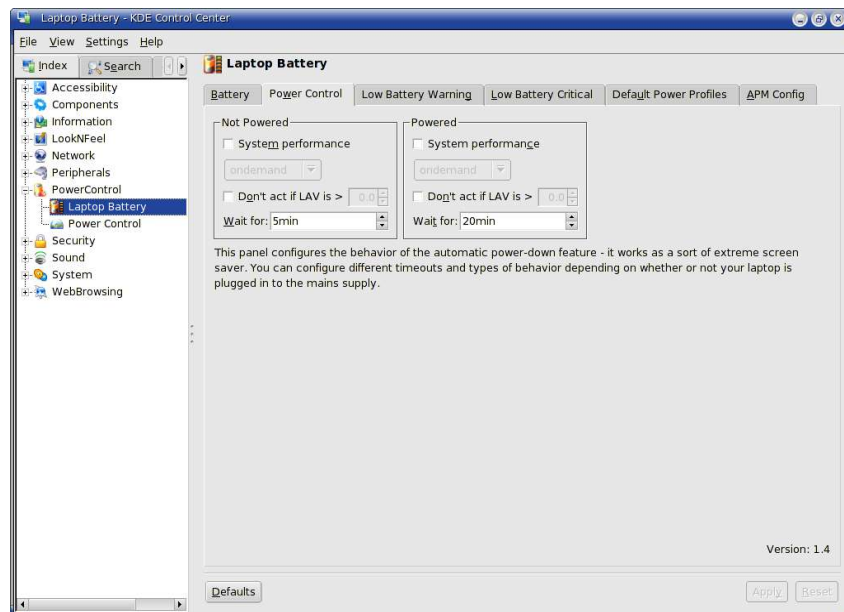 Laptop Battery - KDE Control Center
File View Settings Help
Index Search
Accessibility
Components
Information
LookNFeel
Network
Peripherals
PowerControl
Laptop Battery
Power Control
Security
Sound
System
WebBrowsing
Laptop Battery
Battery Power Control Low Battery Warning Low Battery Critical Default Power Profiles APM Config
Not Powered Powered
System performance System performance
ondemand ondemand
Don't act if LAV is > 0.0 Don't act if LAV is > 0.0
Wait for: 5min Wait for: 20min
This panel configures the behavior of the automatic power-down feature - it works as a sort of extreme screen
saver. You can configure different timeouts and types of behavior depending on whether or not your laptop is
plugged in to the mains supply.
Version: 1.4
Defaults Apply Reset